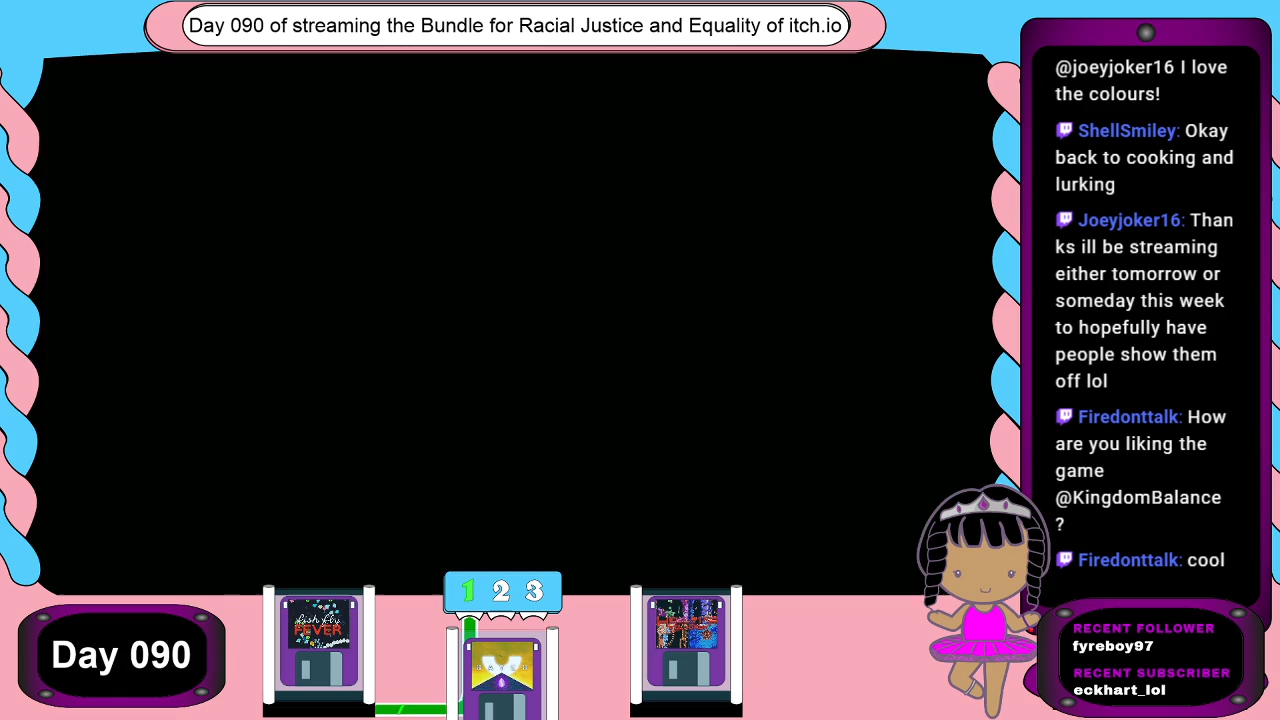 Day 090 of streaming the Bundle for Racial Justice and Equality of itch.io
@joeyjoker16 I love
the colours!
ShellSmiley: Okay
back to cooking and
lurking
Joeyjoker16: Than
ks ill be streaming
either tomorrow or
someday this week
to hopefully have
people show them
off lol
Firedonttalk: How
are you liking the
game
@KingdomBalance
?
Firedonttalk: cool
1 2 3
fish fly
FEVER
Day 090
RECENT FOLLOWER
fyreboy97
RECENT SUBSCRIBER
eckhart_lol